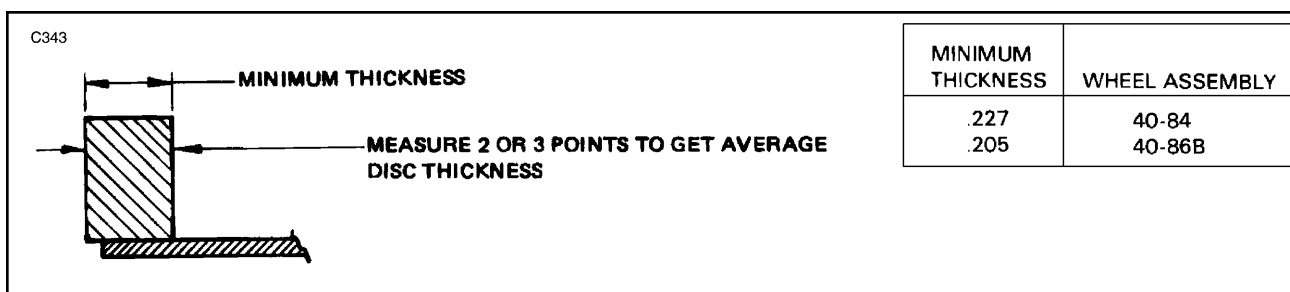 C343
MINIMUM THICKNESS
MEASURE 2 OR 3 POINTS TO GET AVERAGE
DISC THICKNESS
MINIMUM
THICKNESS WHEEL ASSEMBLY
.227 40-84
.205 40-86B